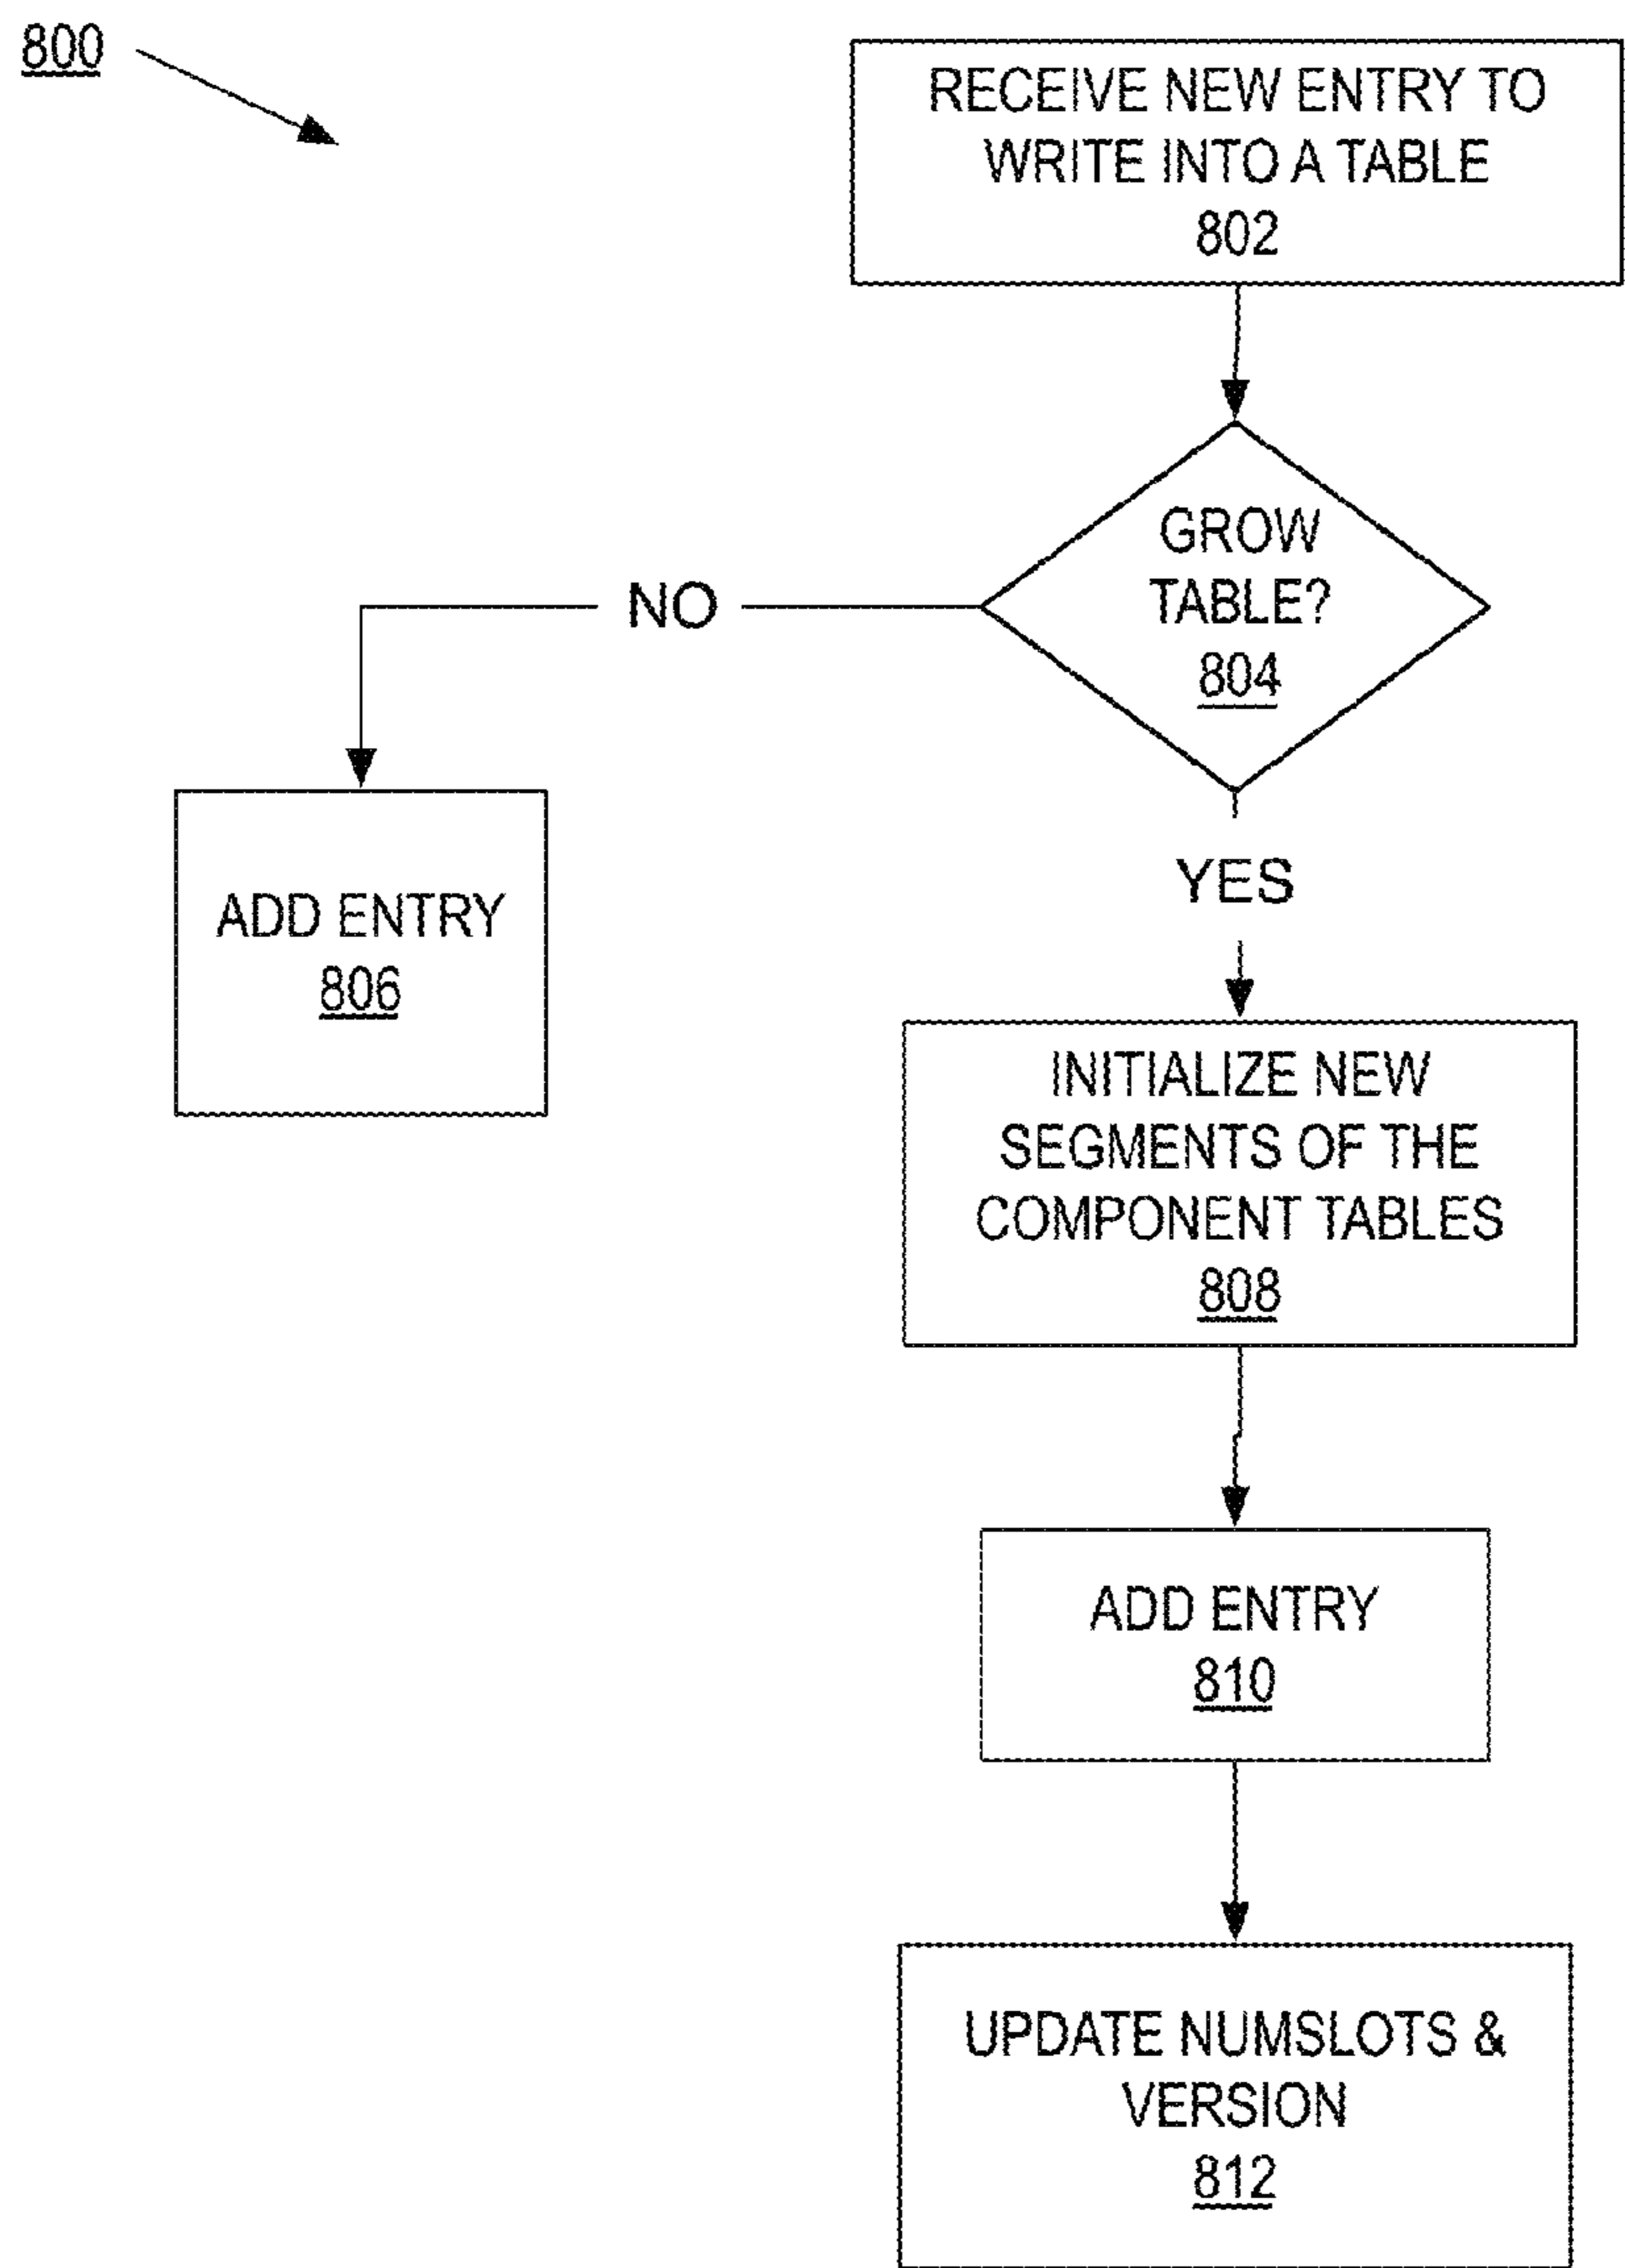 800
RECEIVE NEW ENTRY TO
WRITE INTO A TABLE
802
GROW
TABLE?
804
NO
YES
ADD ENTRY
806
INITIALIZE NEW
SEGMENTS OF THE
COMPONENT TABLES
808
ADD ENTRY
810
UPDATE NUMSLOTS &
VERSION
812